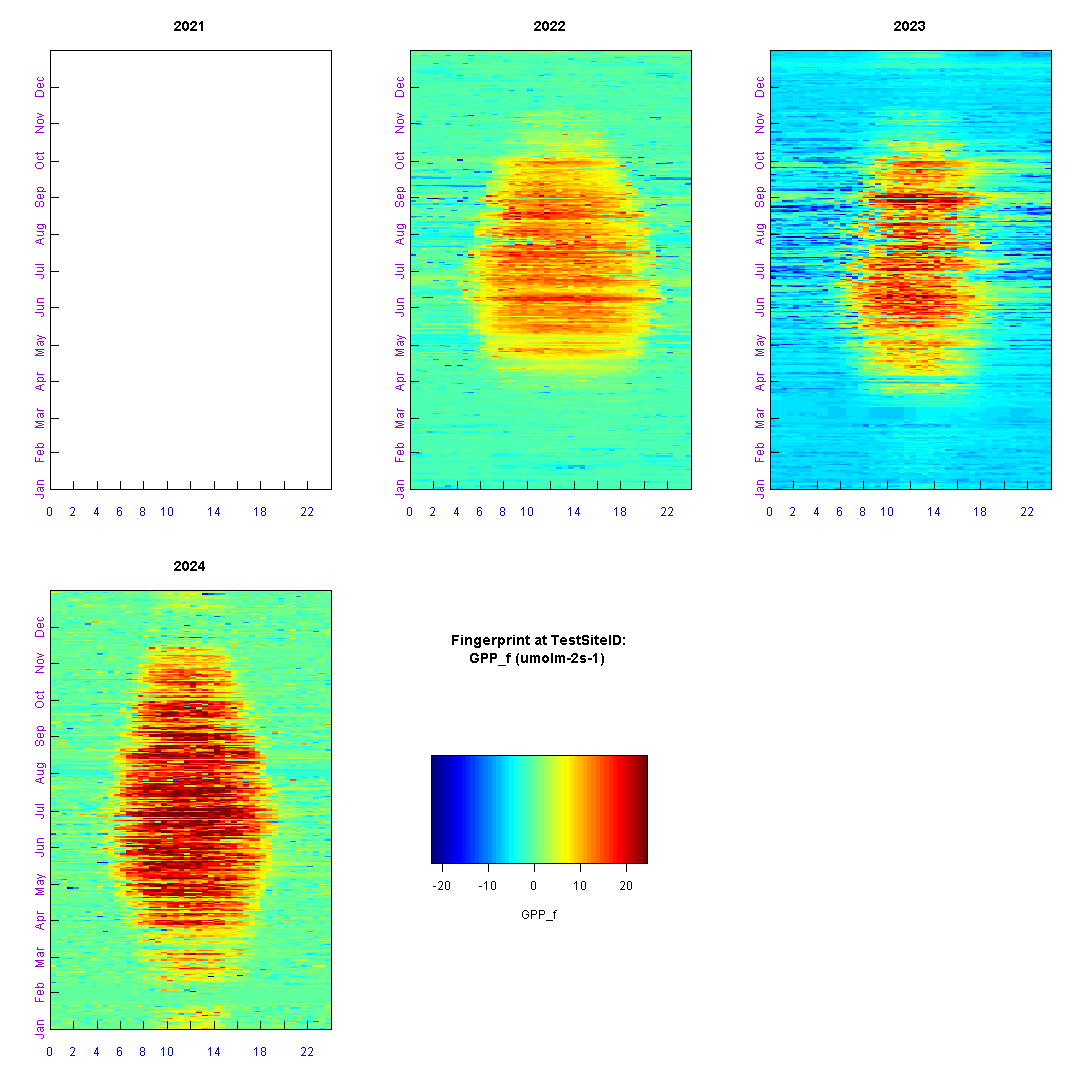 2021
2022
2023
Dec
Nov
Oct
Sep
Aug
Jul
Jun
May
Apr
Mar
Feb
Jan
0 2 4 6 8 10 14 18 22
Dec
Nov
Oct
Sep
Aug
Jul
Jun
May
Apr
Mar
Feb
Jan
0 2 4 6 8 10 14 18 22
Dec
Nov
Oct
Sep
Aug
Jul
Jun
May
Apr
Mar
Feb
Jan
0 2 4 6 8 10 14 18 22
2024
Dec
Nov
Oct
Sep
Aug
Jul
Jun
May
Apr
Mar
Feb
Jan
0 2 4 6 8 10 14 18 22
Fingerprint at TestSiteID:
GPP_f (umolm-2s-1)
-20 -10 0 10 20
GPP_f